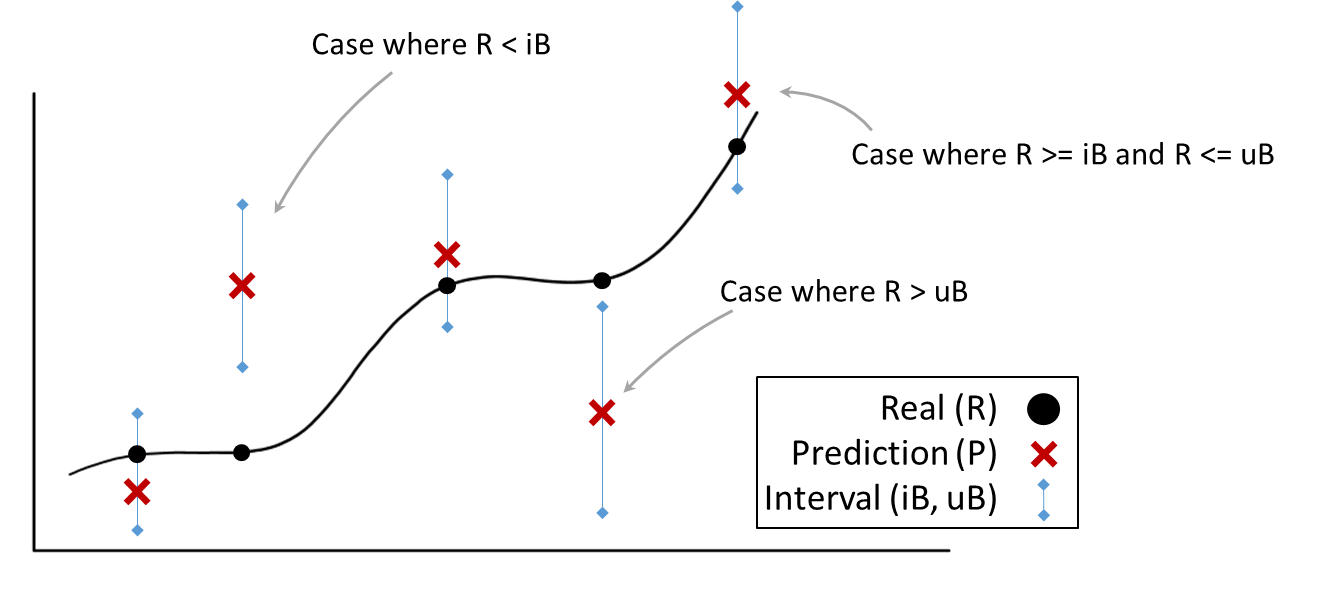 Case where R < iB
Case where R >= iB and R <= uB
Case where R > uB
Real (R)
Prediction (P)
Interval (iB, uB)